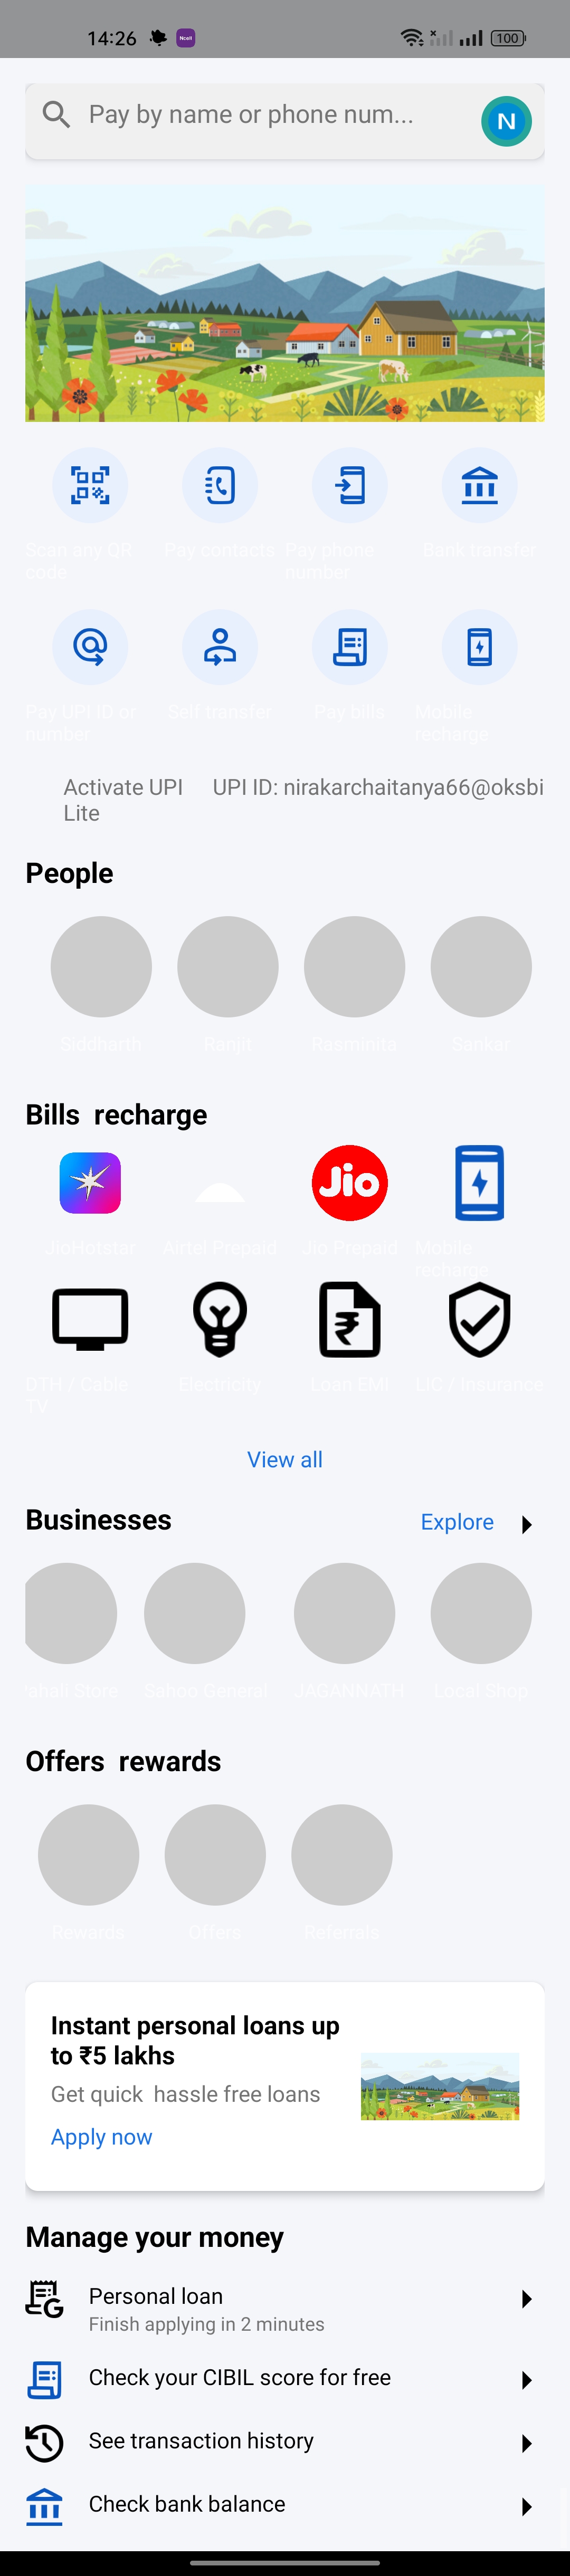 14:26
Ncell
100
Pay by name or phone num...
N
Scan any QR code
Pay contacts
Pay phone number
Bank transfer
Pay UPI ID or number
Self transfer
Pay bills
Mobile recharge
Activate UPI Lite
UPI ID: nirakarchaitanya66@oksbi
People
Siddharth
Ranjit
Rasminita
Sankar
Bills  recharge
Jio
JioHotstar
Airtel Prepaid
Jio Prepaid
Mobile recharge
DTH / Cable TV
Electricity
Loan EMI
LIC / Insurance
View all
Businesses
Explore
Store
Sahoo General
JAGANNATH
Local Shop
Offers  rewards
Rewards
Offers
Referrals
Instant personal loans up
to ₹5 lakhs
Get quick  hassle free loans
Apply now
Manage your money
Personal loan
Finish applying in 2 minutes
Check your CIBIL score for free
See transaction history
Check bank balance